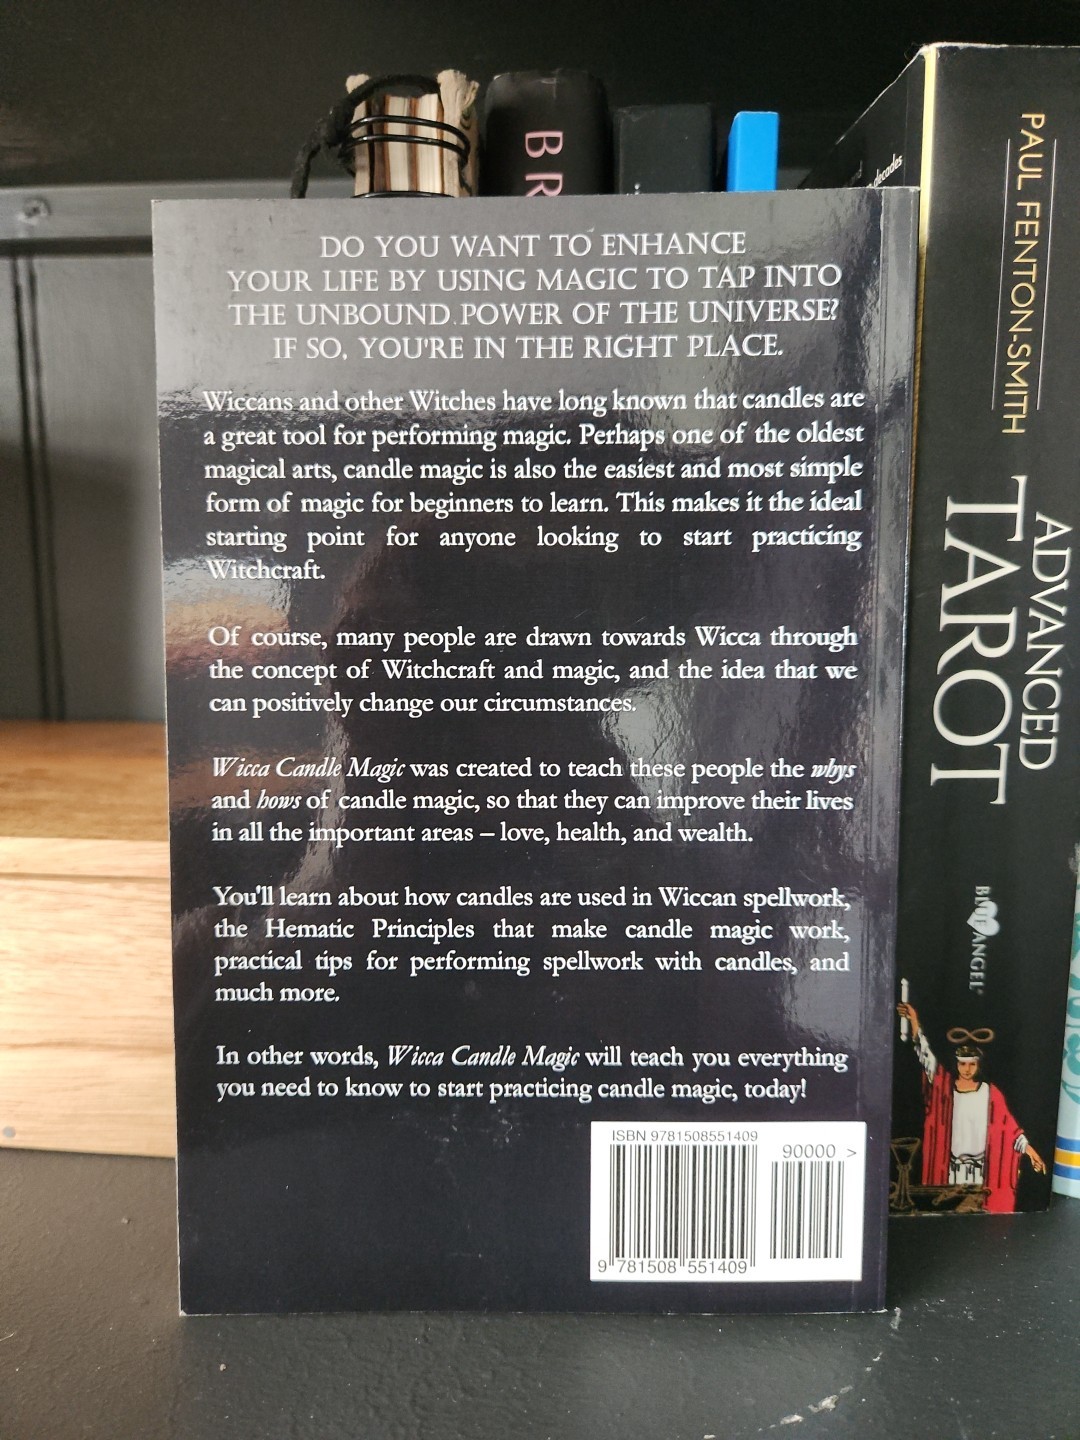 DO YOU WANT TO ENHANCE
YOUR LIFE BY USING MAGIC TO TAP INTO
THE UNBOUND POWER OF THE UNIVERSE?
IF SO, YOU'RE IN THE RIGHT PLACE.
Wiccans and other Witches have long known that candles are
a great tool for performing magic. Perhaps one of the oldest
magical arts, candle magic is also the easiest and most simple
form of magic for beginners to learn. This makes it the ideal
starting point for anyone looking to start practicing
Witchcraft.
Of course, many people are drawn towards Wicca through
the concept of Witchcraft and magic, and the idea that we
can positively change our circumstances.
Wicca Candle Magic was created to teach these people the whys
and hows of candle magic, so that they can improve their lives
in all the important areas – love, health, and wealth.
You'll learn about how candles are used in Wiccan spellwork,
the Hematic Principles that make candle magic work,
practical tips for performing spellwork with candles, and
much more.
In other words, Wicca Candle Magic will teach you everything
you need to know to start practicing candle magic, today!
ISBN 9781508551409
90000 >
9 781508 551409
BR
decades
PAUL FENTON-SMITH
ADVANCED
TAROT
BLUE ANGEL